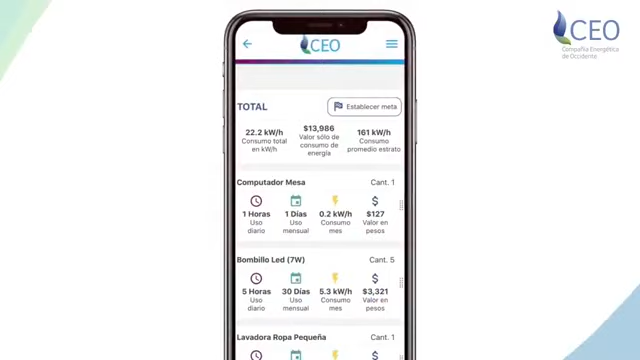 CEO
CEO
Compañía Energética
de Occidente
TOTAL
Establecer meta
22.2 kW/h
Consumo total
en kW/h
$13,986
Valor sólo de
consumo de
energía
161 kW/h
Consumo
promedio estrato
Computador Mesa
Cant. 1
1 Horas
Uso
diario
1 Días
Uso
mensual
0.2 kW/h
Consumo
mes
$127
Valor en
pesos
Bombillo Led (7W)
Cant. 5
5 Horas
Uso
diario
30 Días
Uso
mensual
5.3 kW/h
Consumo
mes
$3,321
Valor en
pesos
Lavadora Ropa Pequeña
Cant. 1